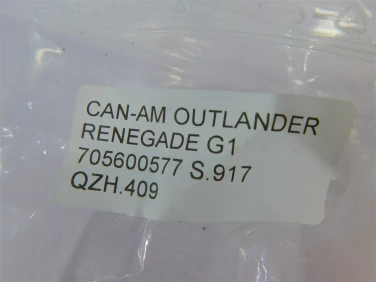 CAN-AM OUTLANDER
RENEGADE G1
705600577 S.917
QZH.409